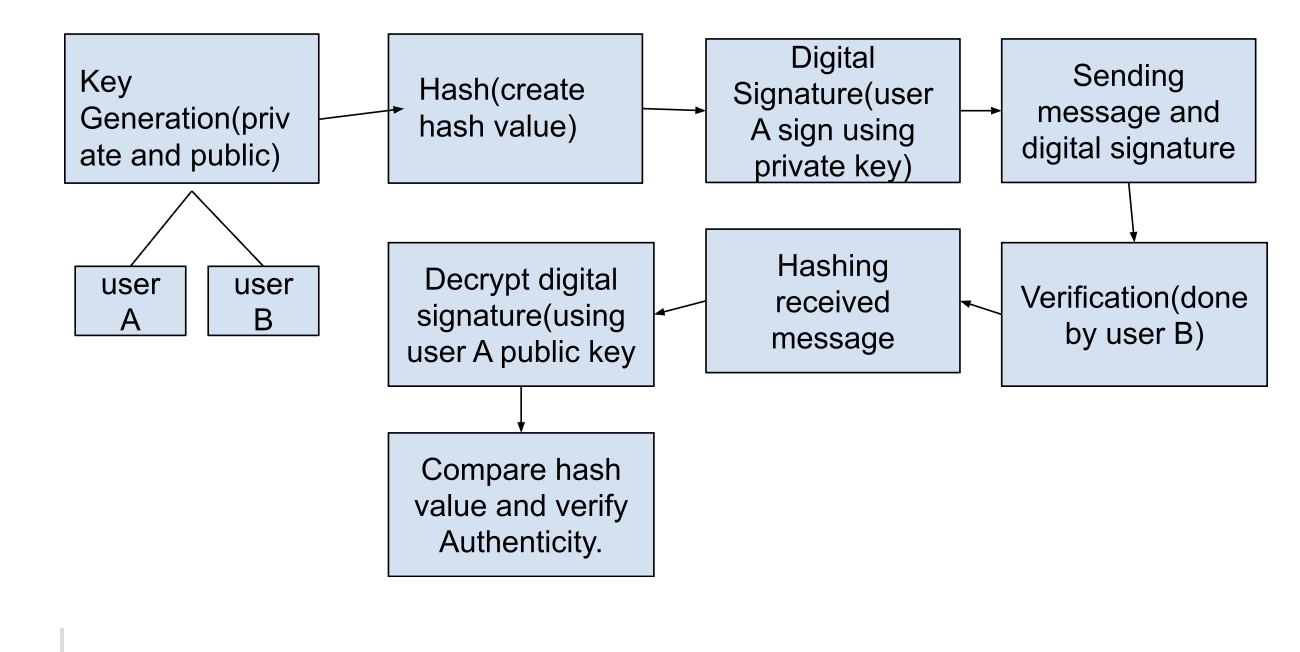 Key
Generation(priv
ate and public)
Hash(create
hash value)
Digital
Signature(user
A sign using
private key)
Sending
message and
digital signature
user
A
user
B
Decrypt digital
signature(using
user A public key
Hashing
received
message
Verification(done
by user B)
Compare hash
value and verify
Authenticity.